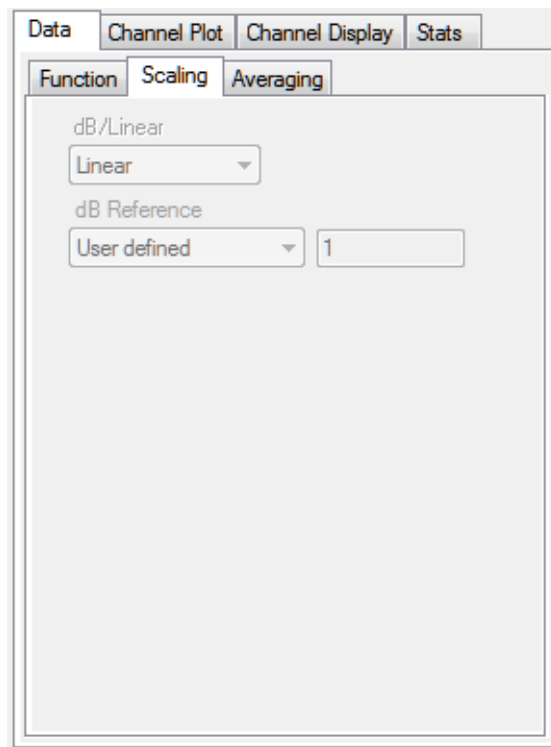 Data Channel Plot Channel Display Stats
Function Scaling Averaging
dB/Linear
Linear
dB Reference
User defined 1